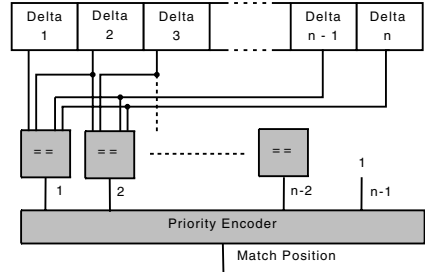 Delta 1
Delta 2
Delta 3
Delta n - 1
Delta n
==
==
==
1
1
2
n-2
n-1
Priority Encoder
Match Position